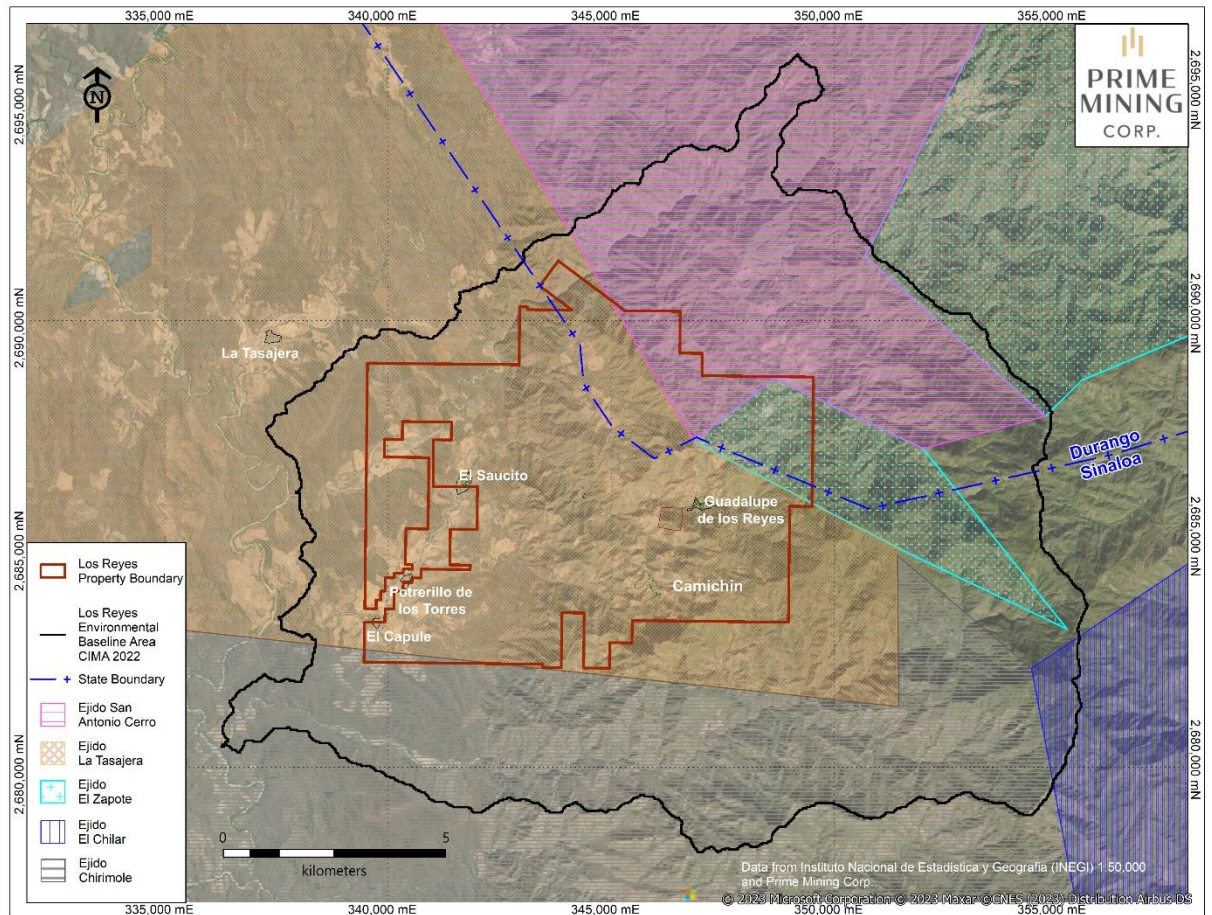 335,000 mE
340,000 mE
345,000 mE
350,000 mE
355,000 mE
2,695,000 mN
2,695,000 mN
N
PRIME
MINING
CORP.
2,690,000 mN
2,690,000 mN
La Tasajera
Durango
Sinaloa
El Saucito
Guadalupe
de los Reyes
2,685,000 mN
2,685,000 mN
Camichin
Potrerillo de
los Torres
El Capule
Los Reyes
Property Boundary
Los Reyes
Environmental
Baseline Area
CIMA 2022
State Boundary
Ejido San
Antonio Cerro
Ejido
La Tasajera
Ejido
El Zapote
Ejido
El Chilar
Ejido
Chirimole
2,680,000 mN
2,680,000 mN
0 5
kilometers
Data from Instituto Nacional de Estadística y Geografía (INEGI) 1:50,000
and Prime Mining Corp.
© 2023 Microsoft Corporation © 2023 Maxar ©CNES (2023) Distribution Airbus DS
335,000 mE
340,000 mE
345,000 mE
350,000 mE
355,000 mE